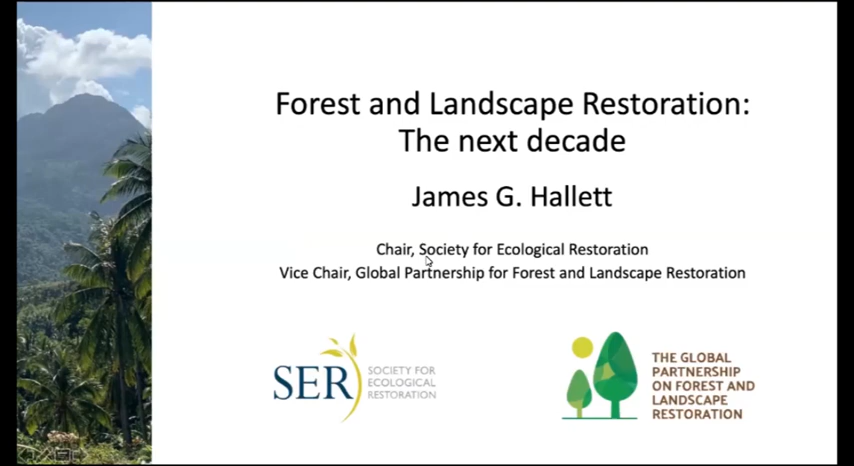 Forest and Landscape Restoration:
The next decade
James G. Hallett
Chair, Society for Ecological Restoration
Vice Chair, Global Partnership for Forest and Landscape Restoration
SER
SOCIETY FOR
ECOLOGICAL
RESTORATION
THE GLOBAL
PARTNERSHIP
ON FOREST AND
LANDSCAPE
RESTORATION